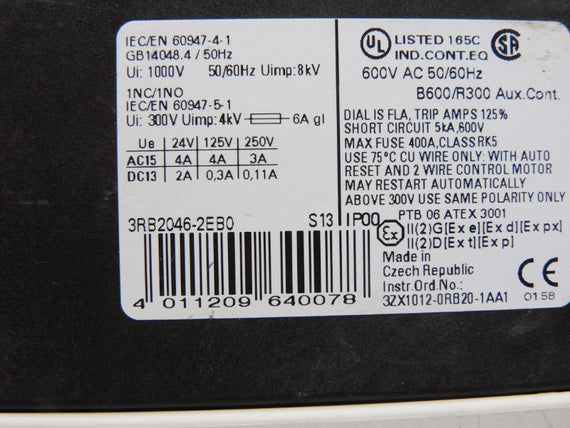 IEC/EN 60947-4-1
GB14048.4 / 50Hz
Ui: 1000V 50/60Hz Uimp: 8kV
1NC/1NO
IEC/EN 60947-5-1
Ui: 300V Uimp: 4kV 6A gl
Ue 24V 125V 250V
AC15 4A 4A 3A
DC13 2A 0,3A 0,11A
3RB2046-2EB0 S13 IP00
4 011209 640078
UL LISTED 165C SA
IND.CONT.EQ
600V AC 50/60Hz
B600/R300 Aux.Cont.
DIAL IS FLA, TRIP AMPS 125%
SHORT CIRCUIT 5kA,600V
MAX FUSE 400A,CLASSRK5
USE 75°C CU WIRE ONLY: WITH AUTO
RESET AND 2 WIRE CONTROL MOTOR
MAY RESTART AUTOMATICALLY
ABOVE 300V USE SAME POLARITY ONLY
PTB 06 ATEX 3001
Ex II(2)G[Ex e][Ex d][Ex px]
II(2)D[Ex t][Ex p]
Made in
Czech Republic
Instr.Ord.No.:
3ZX1012-0RB20-1AA1
CE
0158